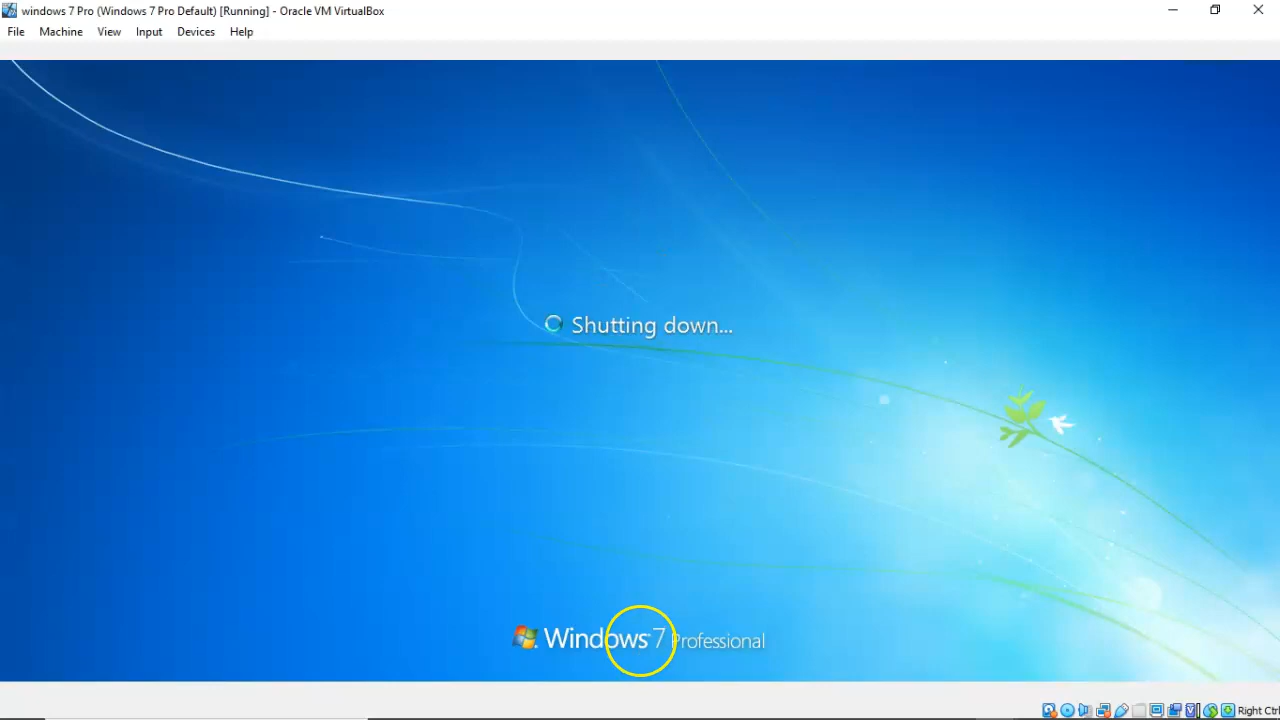 windows 7 Pro (Windows 7 Pro Default) [Running] - Oracle VM VirtualBox
File Machine View Input Devices Help
Shutting down...
Windows 7 Professional
Right Ctrl